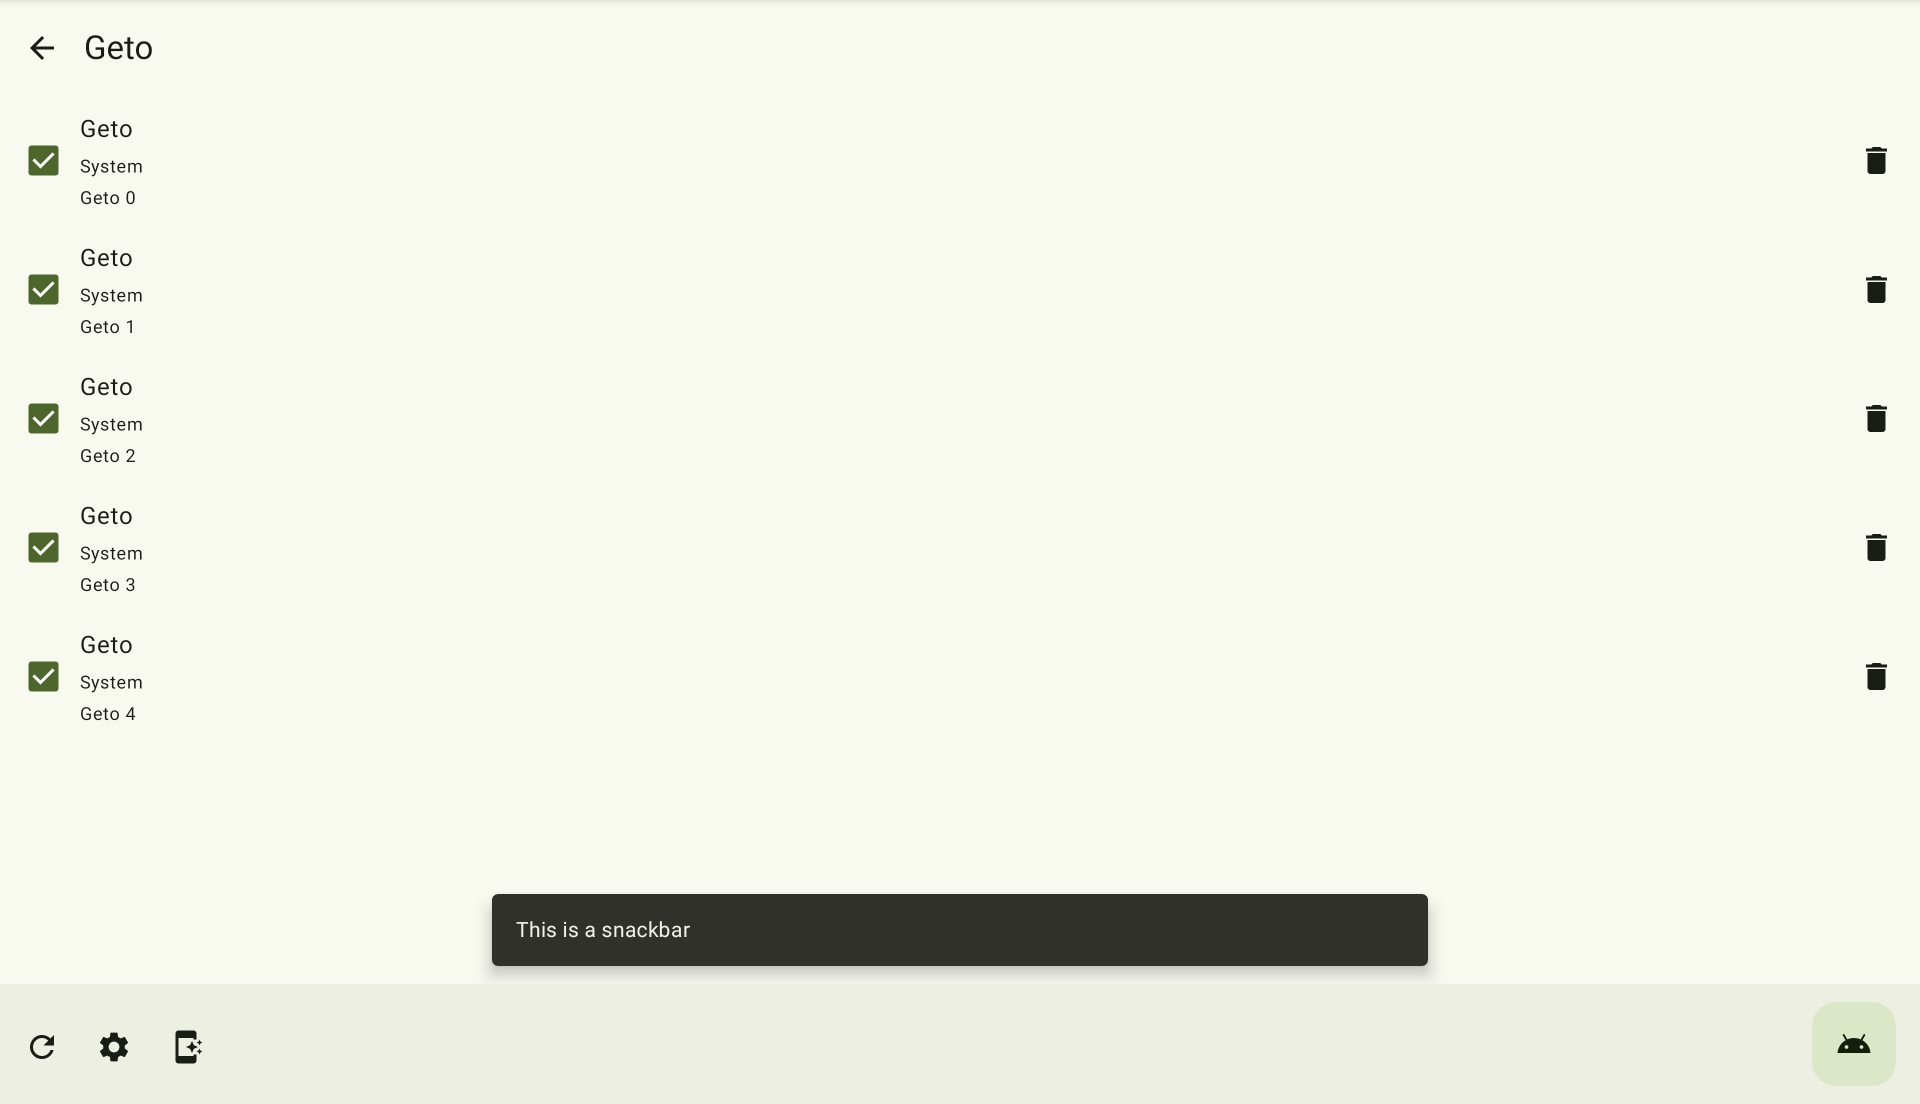 Geto
Geto
System
Geto 0
Geto
System
Geto 1
Geto
System
Geto 2
Geto
System
Geto 3
Geto
System
Geto 4
This is a snackbar